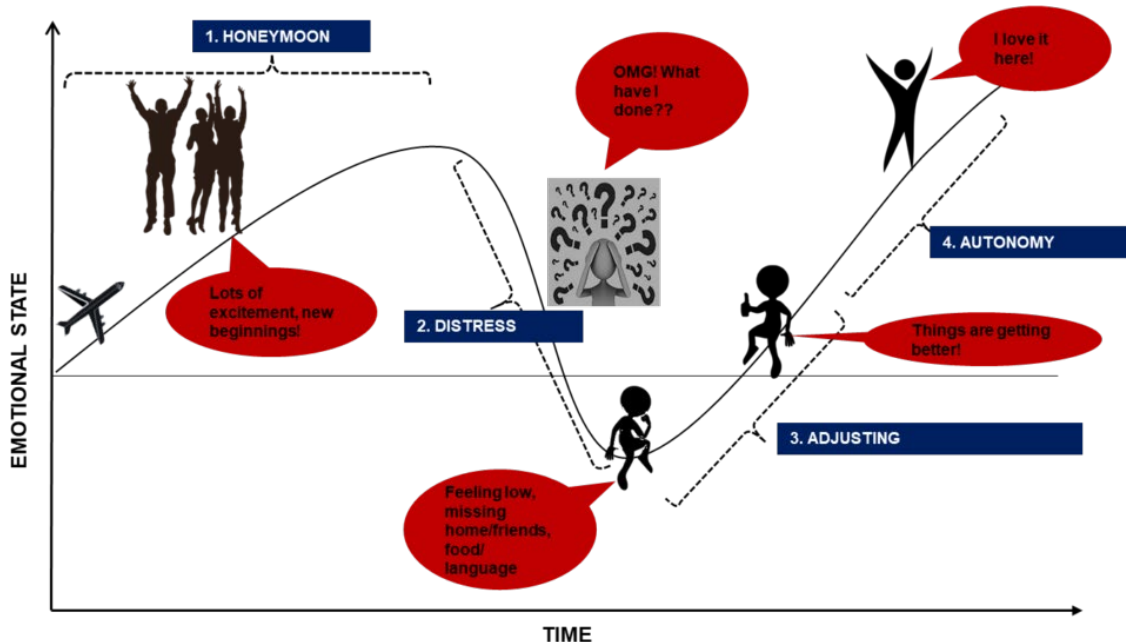 1. HONEYMOON
I love it
here!
OMG! What
have I
done??
4. AUTONOMY
Lots of
excitement, new
beginnings!
2. DISTRESS
Things are getting
better!
3. ADJUSTING
Feeling low,
missing
home/friends,
food/
language
EMOTIONAL STATE
TIME